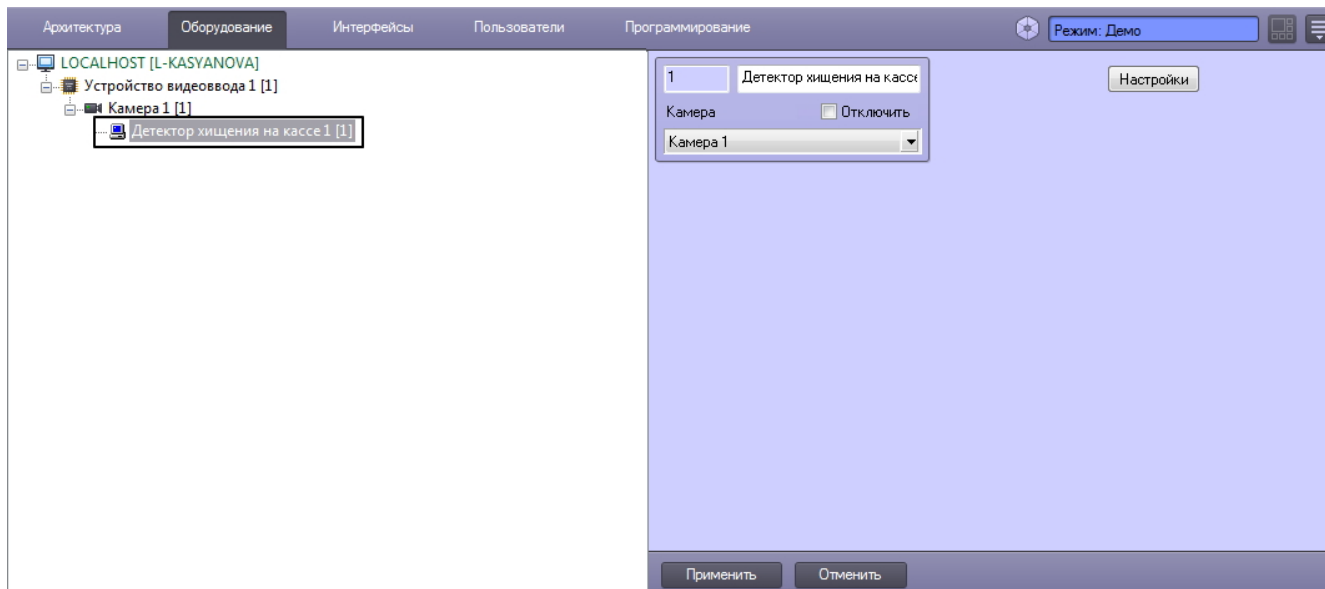 Архитектура Оборудование Интерфейсы Пользователи Программирование Режим: Демо
LOCALHOST [L-KASYANOVA]
Устройство видеоввода 1 [1]
Камера 1 [1]
Детектор хищения на кассе 1 [1]
1 Детектор хищения на кассе Настройки
Камера Отключить
Камера 1
Применить Отменить